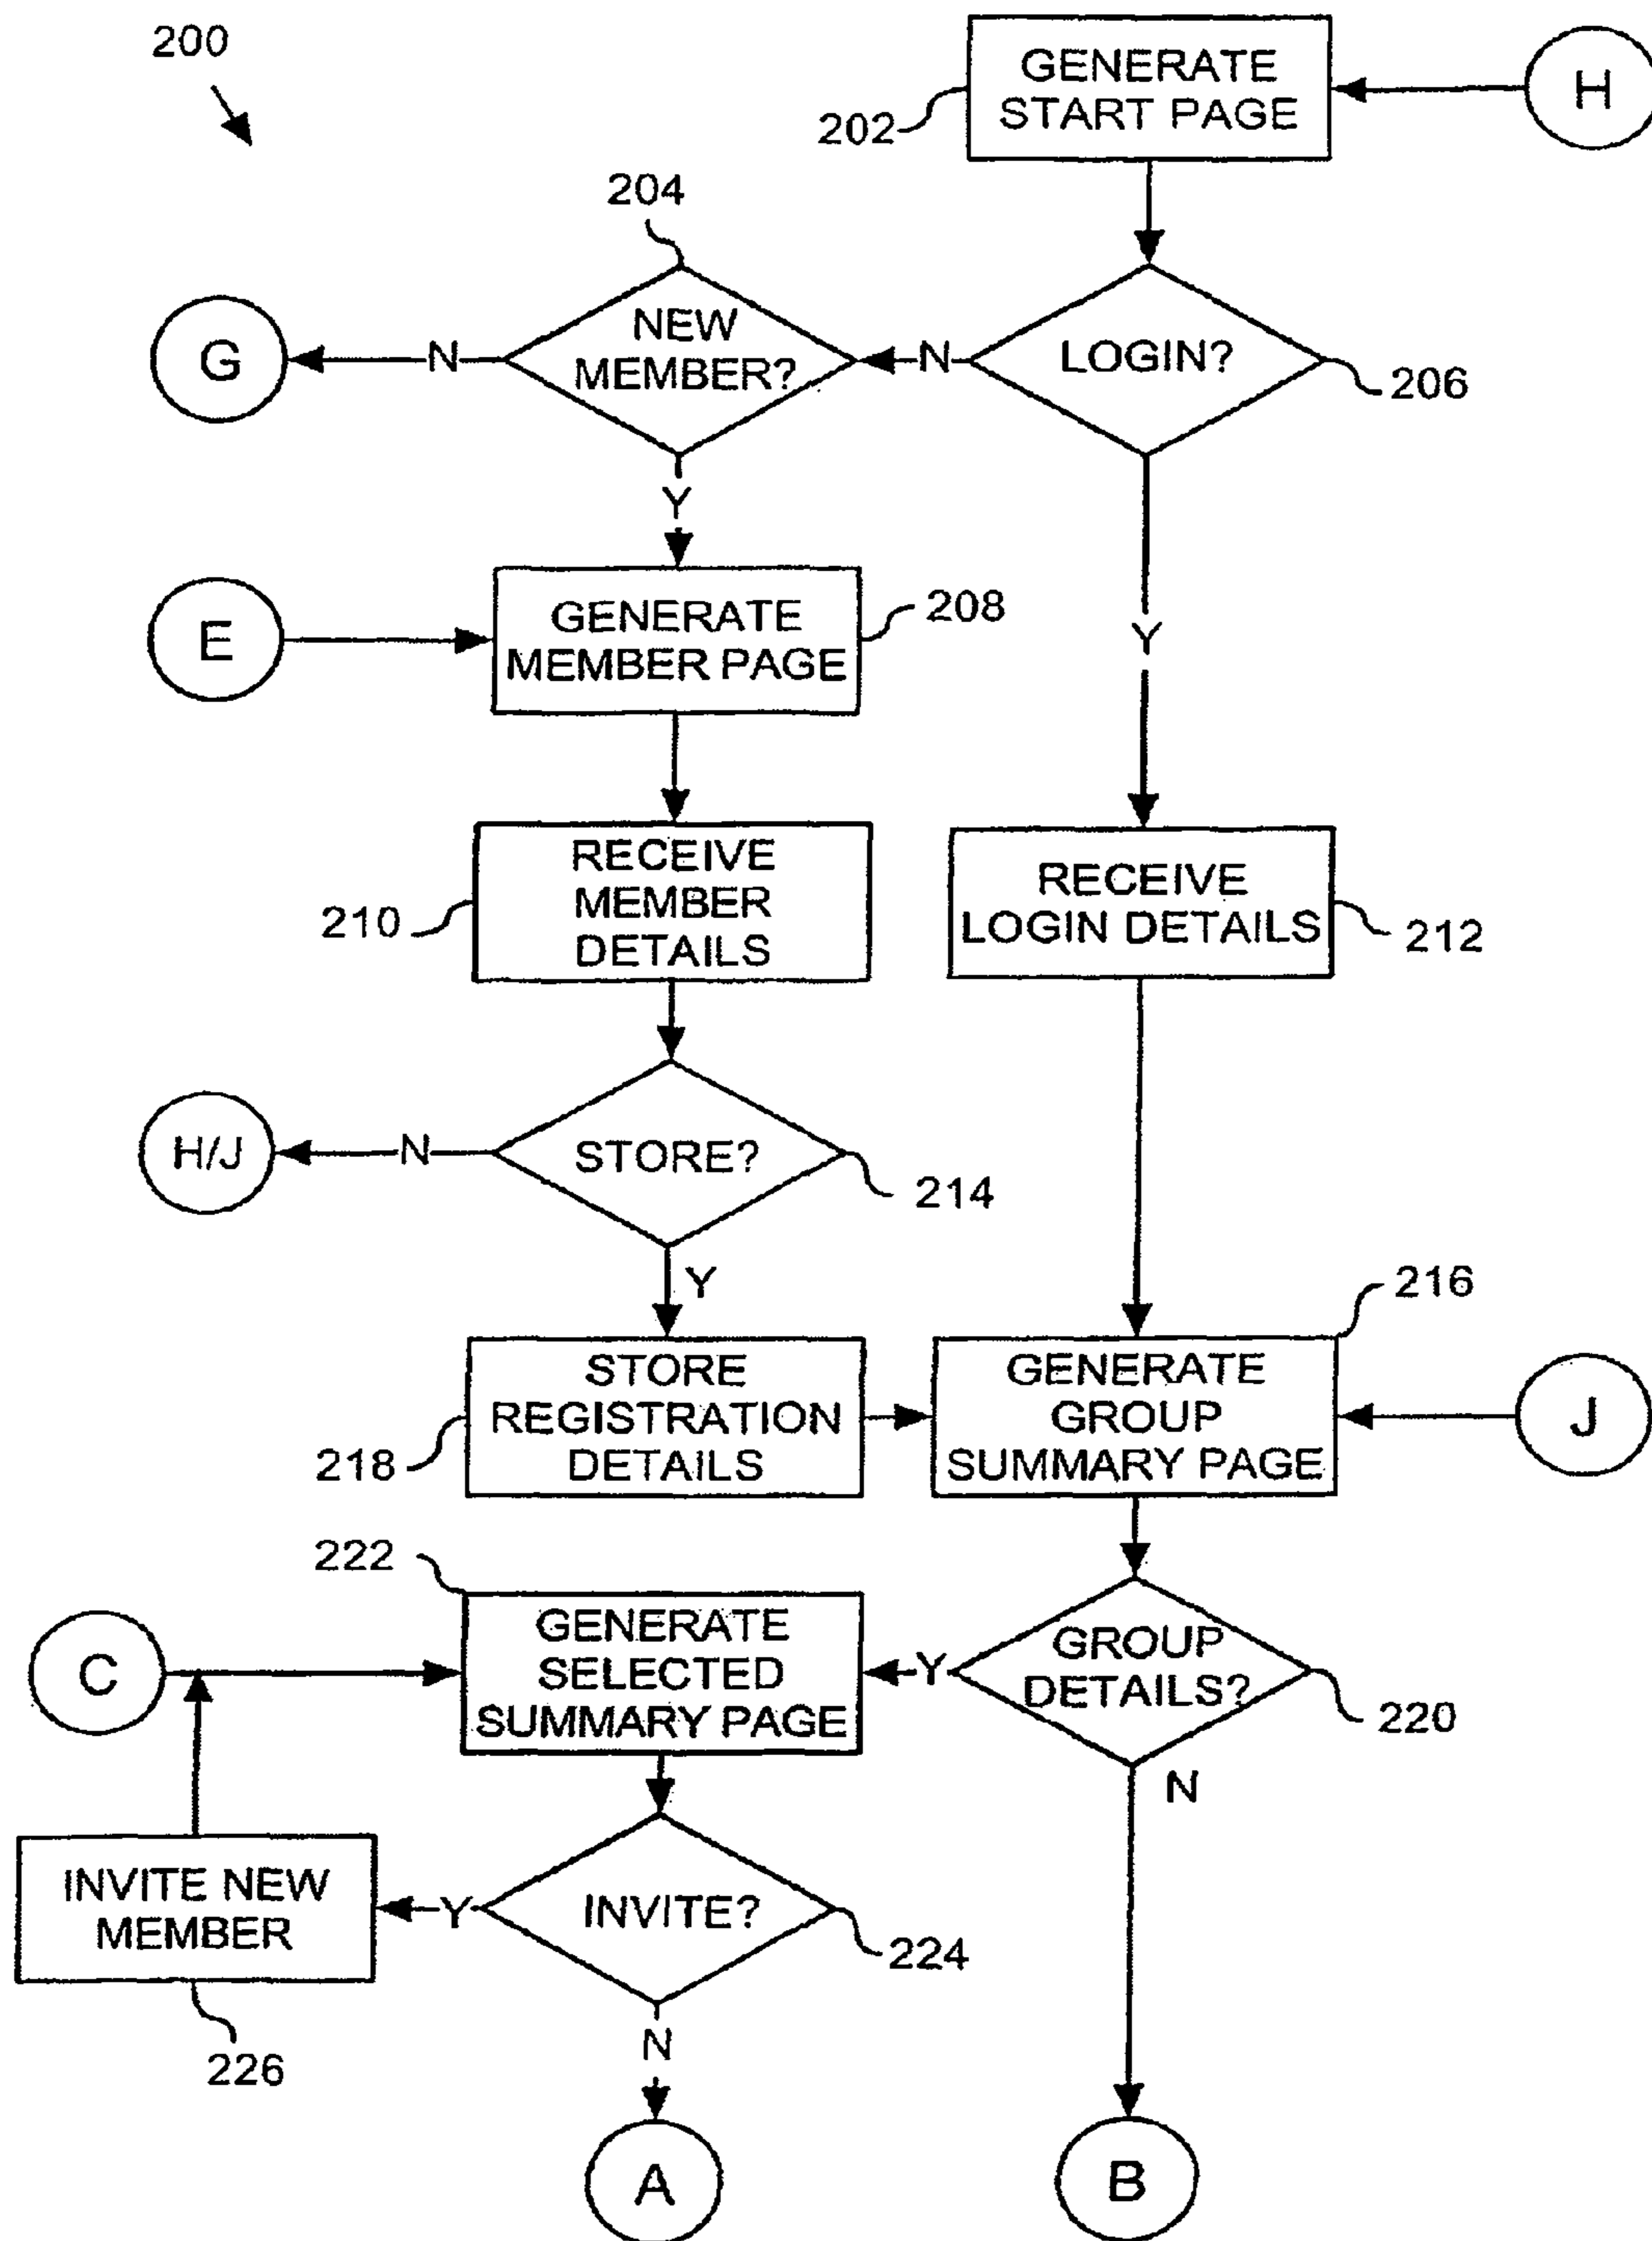 200
GENERATE
START PAGE
H
202
204
NEW
MEMBER?
G
N
N
LOGIN?
206
Y
Y
E
GENERATE
MEMBER PAGE
208
RECEIVE
MEMBER
DETAILS
210
RECEIVE
LOGIN DETAILS
212
H/J
N
STORE?
214
Y
216
STORE
REGISTRATION
DETAILS
218
GENERATE
GROUP
SUMMARY PAGE
J
222
C
GENERATE
SELECTED
SUMMARY PAGE
Y
GROUP
DETAILS?
220
N
INVITE NEW
MEMBER
Y
INVITE?
224
226
N
A
B